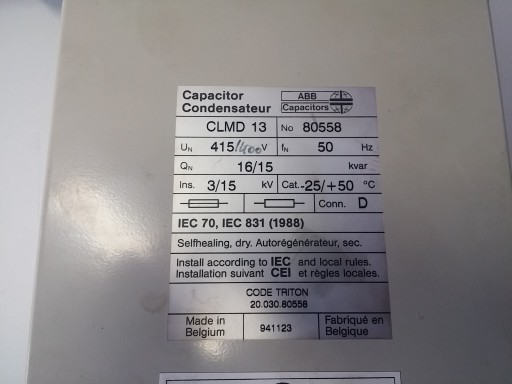 Capacitor
Condensateur
ABB
Capacitors
CLMD 13 No 80558
UN 415/400 V fN 50 Hz
QN 16/15 kvar
Ins. 3/15 kV Cat. -25/+50 °C
Conn. D
IEC 70, IEC 831 (1988)
Selfhealing, dry. Autorégénérateur, sec.
Install according to IEC and local rules.
Installation suivant CEI et règles locales.
CODE TRITON
20.030.80558
Made in Belgium 941123 Fabriqué en Belgique